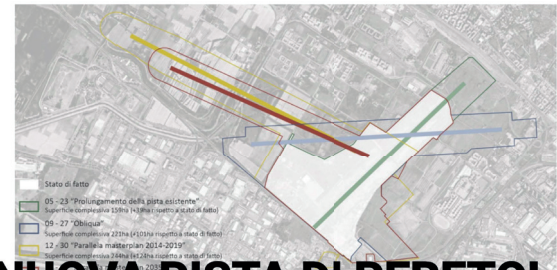 Stato di fatto
05 - 23 "Prolungamento della pista esistente"
Superficie complessiva 159ha (+39ha rispetto a stato di fatto)
09 - 27 "Obliqua"
Superficie complessiva 221ha (+101ha rispetto a stato di fatto)
12 - 30 "Parallela masterplan 2014-2019"
Superficie complessiva 244ha (+124ha rispetto a stato di fatto)
NUOVA PISTA DI PERETOLA